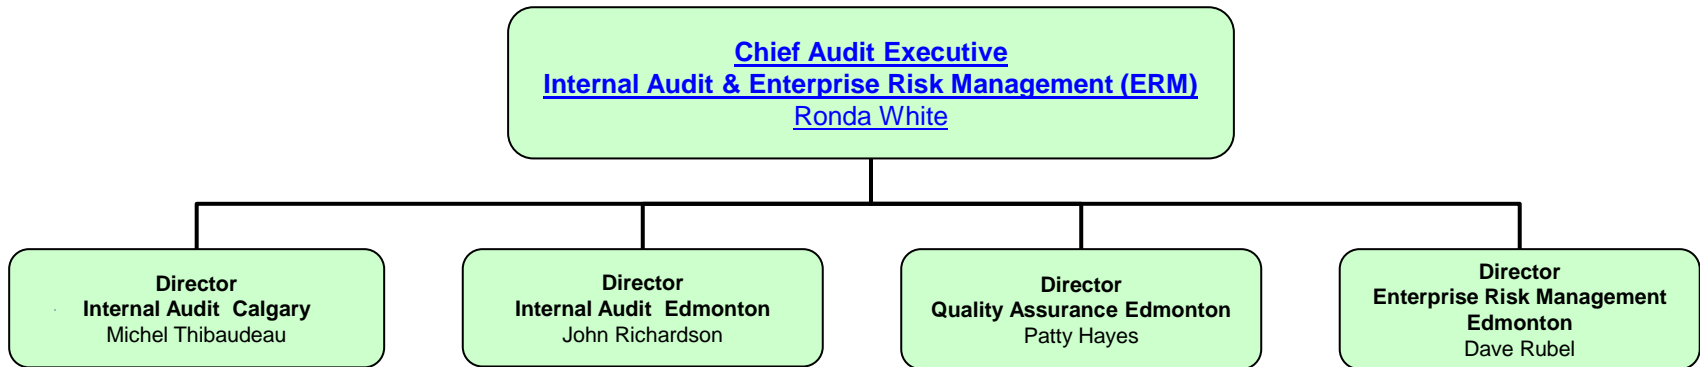 Chief Audit Executive
Internal Audit & Enterprise Risk Management (ERM)
Ronda White
Director
Internal Audit  Calgary
Michel Thibaudeau
Director
Internal Audit  Edmonton
John Richardson
Director
Quality Assurance Edmonton
Patty Hayes
Director
Enterprise Risk Management
Edmonton
Dave Rubel